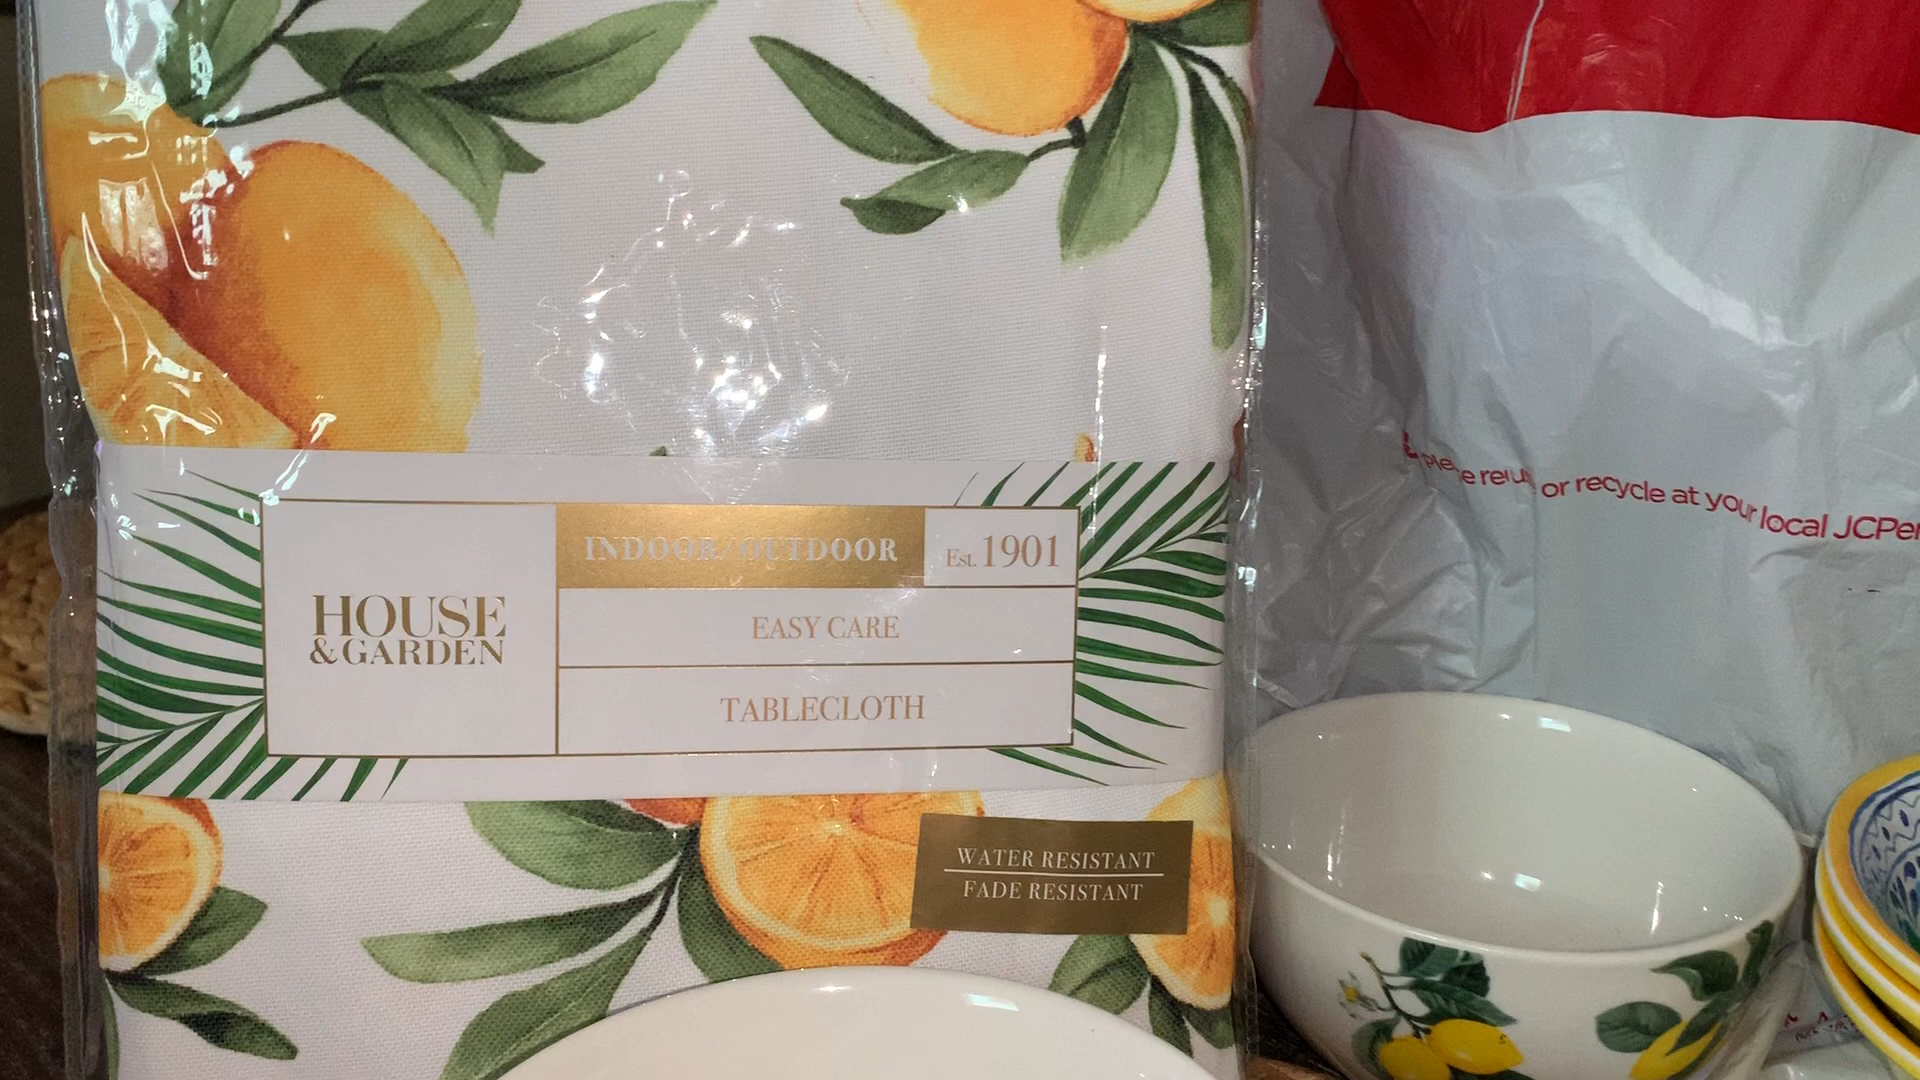 INDOOR/OUTDOOR
Est. 1901
HOUSE
& GARDEN
EASY CARE
TABLECLOTH
WATER RESISTANT
FADE RESISTANT
or recycle at your local